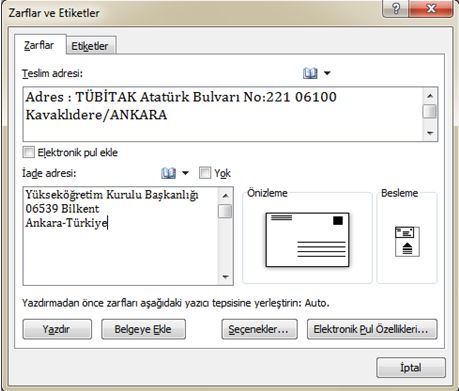 Zarflar ve Etiketler
Zarflar
Etiketler
Teslim adresi:
Adres : TÜBİTAK Atatürk Bulvarı No:221 06100
Kavaklıdere/ANKARA
Elektronik pul ekle
İade adresi:
Yok
Yükseköğretim Kurulu Başkanlığı
06539 Bilkent
Ankara-Türkiye
Önizleme
Besleme
Yazdırmadan önce zarfları aşağıdaki yazıcı tepsisine yerleştirin: Auto.
Yazdır
Belgeye Ekle
Seçenekler...
Elektronik Pul Özellikleri...
İptal